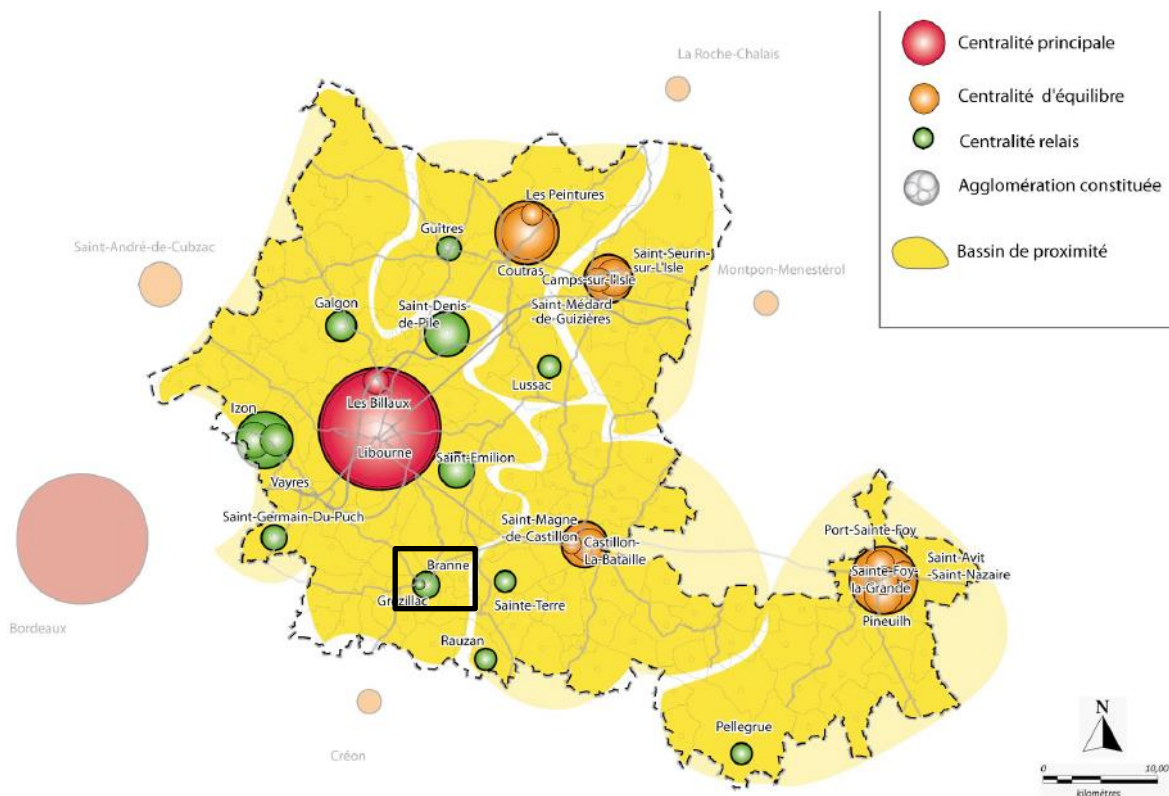 La Roche-Chalais
Centralité principale
Centralité d'équilibre
Centralité relais
Agglomération constituée
Bassin de proximité
Les Peintures
Guîtres
Saint-André-de-Cubzac
Coutras
Saint-Seurin-
sur-L'Isle
Camps-sur-l'Isle
Montpon-Menestérol
Galgon
Saint-Denis-
de-Pile
Saint-Médard
-de-Guizières
Lussac
Les Billaux
Izon
Libourne
Saint-Emilion
Vayres
Saint-Germain-Du-Puch
Saint-Magne
-de-Castillon
Castillon-
La-Bataille
Port-Sainte-Foy
Saint-Avit
-Saint-Nazaire
Sainte-Foy-
la-Grande
Pineuilh
Branne
Grézillac
Sainte-Terre
Bordeaux
Rauzan
Pellegrue
Créon
N
0 10,00
kilomètres